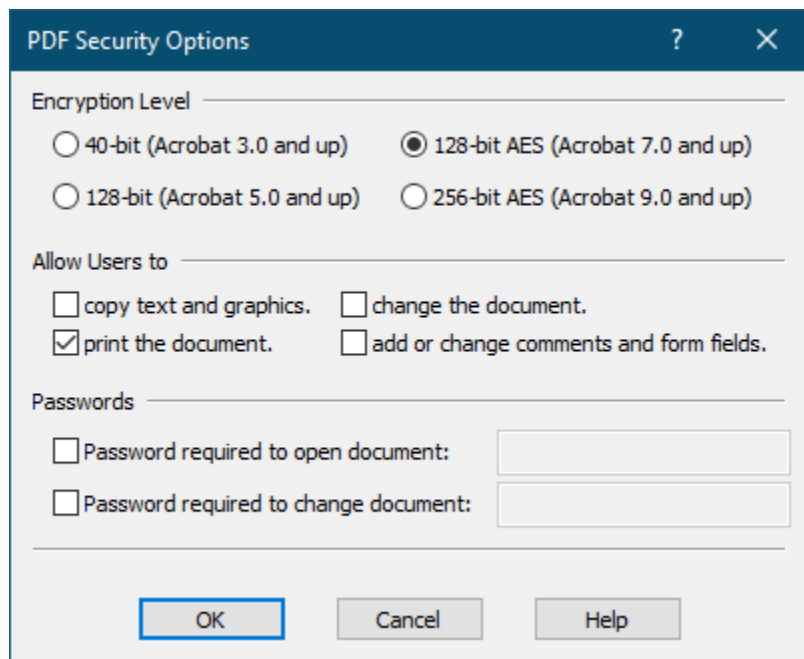 PDF Security Options ?
Encryption Level
40-bit (Acrobat 3.0 and up) 128-bit AES (Acrobat 7.0 and up)
128-bit (Acrobat 5.0 and up) 256-bit AES (Acrobat 9.0 and up)
Allow Users to
copy text and graphics. change the document.
print the document. add or change comments and form fields.
Passwords
Password required to open document:
Password required to change document:
OK Cancel Help